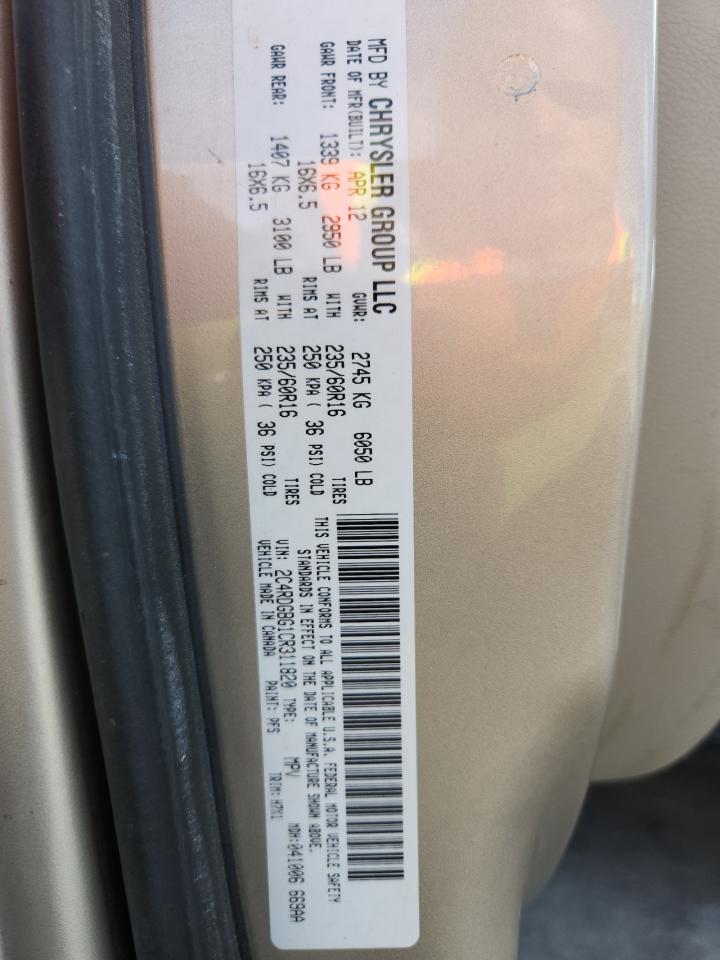 MFD BY CHRYSLER GROUP LLC
DATE OF MFR(BUILT): APR 12 GVWR: 2745 KG 6050 LB
GAWR FRONT: 1339 KG 2950 LB WITH 235/60R16 TIRES
16X6.5 RIMS AT 250 KPA ( 36 PSI) COLD
GAWR REAR: 1407 KG 3100 LB WITH 235/60R16 TIRES
16X6.5 RIMS AT 250 KPA ( 36 PSI) COLD
THIS VEHICLE CONFORMS TO ALL APPLICABLE U.S.A. FEDERAL MOTOR VEHICLE SAFETY
STANDARDS IN EFFECT ON THE DATE OF MANUFACTURE SHOWN ABOVE.
VIN: 2C4RDGBG1CR311820 TYPE: MPV MDH:041006 669AA
VEHICLE MADE IN CANADA PAINT: PFS TRIM: H7X1